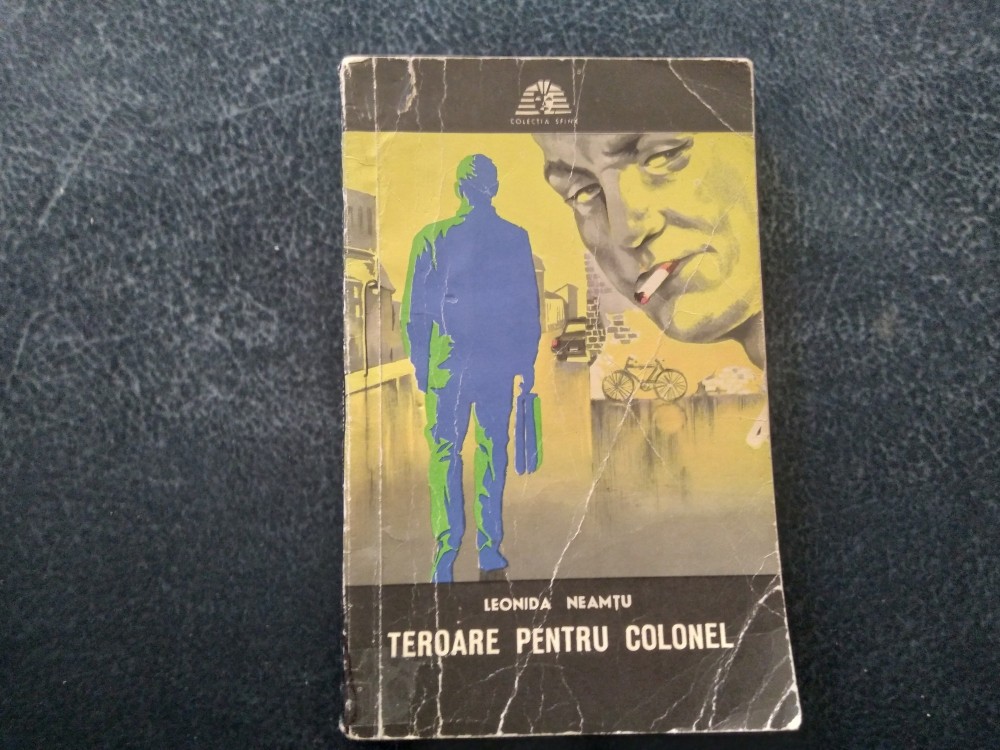 COLECȚIA SFINX
LEONIDA NEAMȚU
TEROARE PENTRU COLONEL